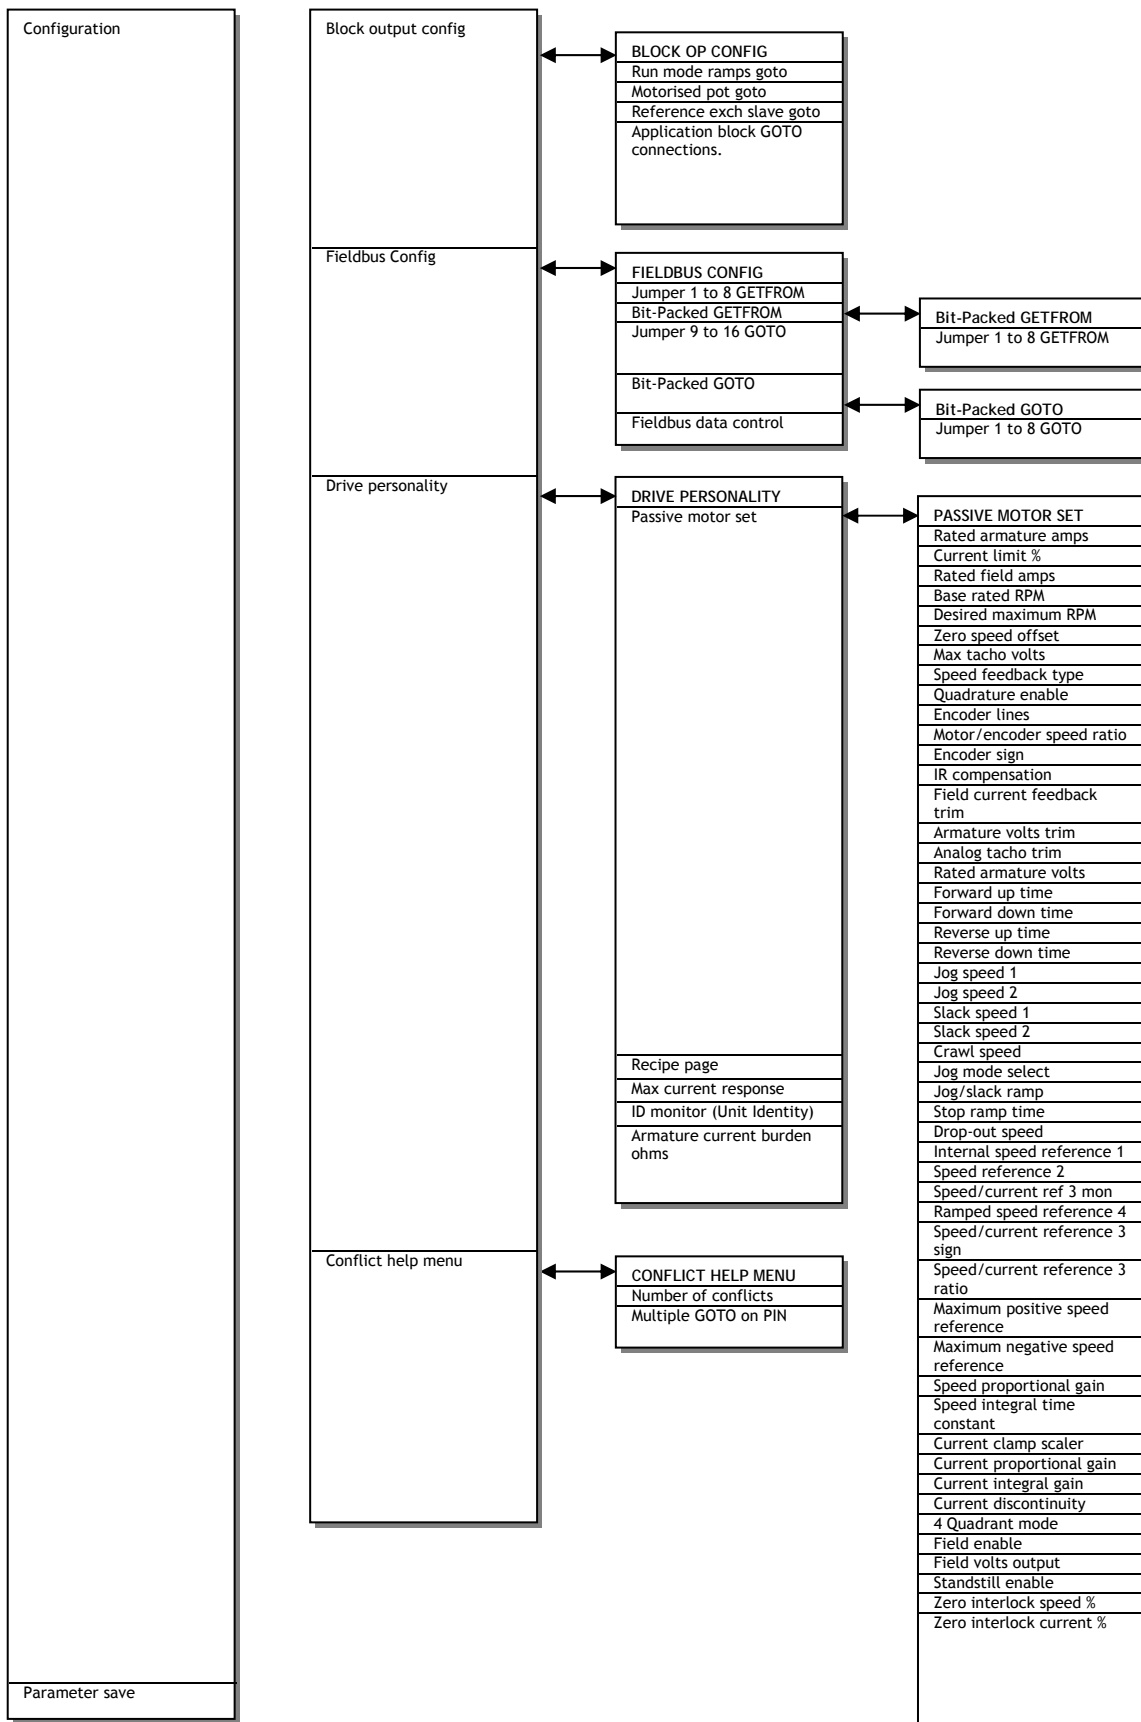 Configuration
Parameter save
Block output config
Fieldbus Config
Drive personality
Conflict help menu
BLOCK OP CONFIG
Run mode ramps goto
Motorised pot goto
Reference exch slave goto
Application block GOTO
connections.
FIELDBUS CONFIG
Jumper 1 to 8 GETFROM
Bit-Packed GETFROM
Jumper 9 to 16 GOTO
Bit-Packed GOTO
Fieldbus data control
Bit-Packed GETFROM
Jumper 1 to 8 GETFROM
Bit-Packed GOTO
Jumper 1 to 8 GOTO
DRIVE PERSONALITY
Passive motor set
Recipe page
Max current response
ID monitor (Unit Identity)
Armature current burden
ohms
CONFLICT HELP MENU
Number of conflicts
Multiple GOTO on PIN
PASSIVE MOTOR SET
Rated armature amps
Current limit %
Rated field amps
Base rated RPM
Desired maximum RPM
Zero speed offset
Max tacho volts
Speed feedback type
Quadrature enable
Encoder lines
Motor/encoder speed ratio
Encoder sign
IR compensation
Field current feedback
trim
Armature volts trim
Analog tacho trim
Rated armature volts
Forward up time
Forward down time
Reverse up time
Reverse down time
Jog speed 1
Jog speed 2
Slack speed 1
Slack speed 2
Crawl speed
Jog mode select
Jog/slack ramp
Stop ramp time
Drop-out speed
Internal speed reference 1
Speed reference 2
Speed/current ref 3 mon
Ramped speed reference 4
Speed/current reference 3
sign
Speed/current reference 3
ratio
Maximum positive speed
reference
Maximum negative speed
reference
Speed proportional gain
Speed integral time
constant
Current clamp scaler
Current proportional gain
Current integral gain
Current discontinuity
4 Quadrant mode
Field enable
Field volts output
Standstill enable
Zero interlock speed %
Zero interlock current %